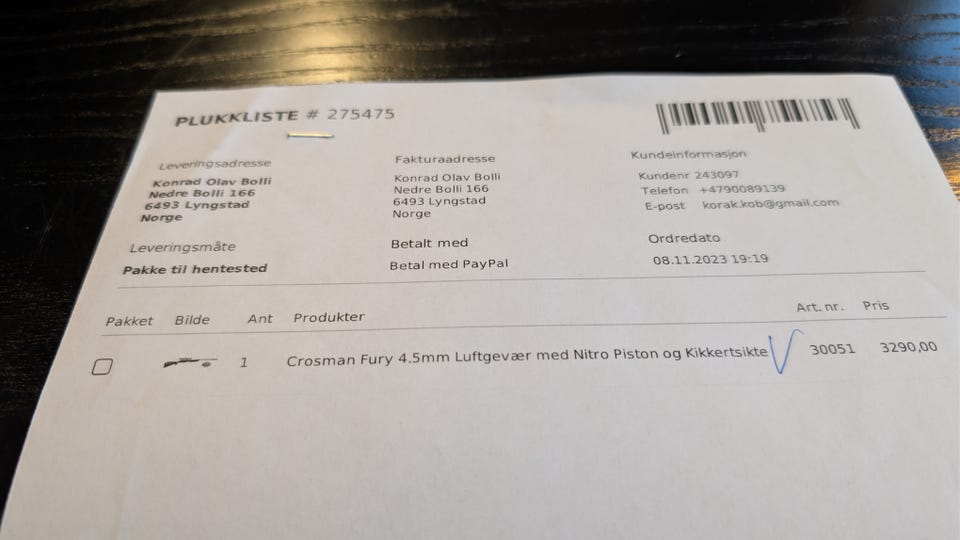 PLUKKLISTE # 275475
Leveringsadresse
Konrad Olav Bolli
Nedre Bolli 166
6493 Lyngstad
Norge
Fakturaadresse
Konrad Olav Bolli
Nedre Bolli 166
6493 Lyngstad
Norge
Kundeinformasjon
Kundenr 243097
Telefon +4790089139
E-post korak.kob@gmail.com
Leveringsmåte
Pakke til hentested
Betalt med
Betal med PayPal
Ordredato
08.11.2023 19:19
Pakket Bilde Ant Produkter Art.nr. Pris
1 Crosman Fury 4.5mm Luftgevær med Nitro Piston og Kikkertsikte 30051 3290,00